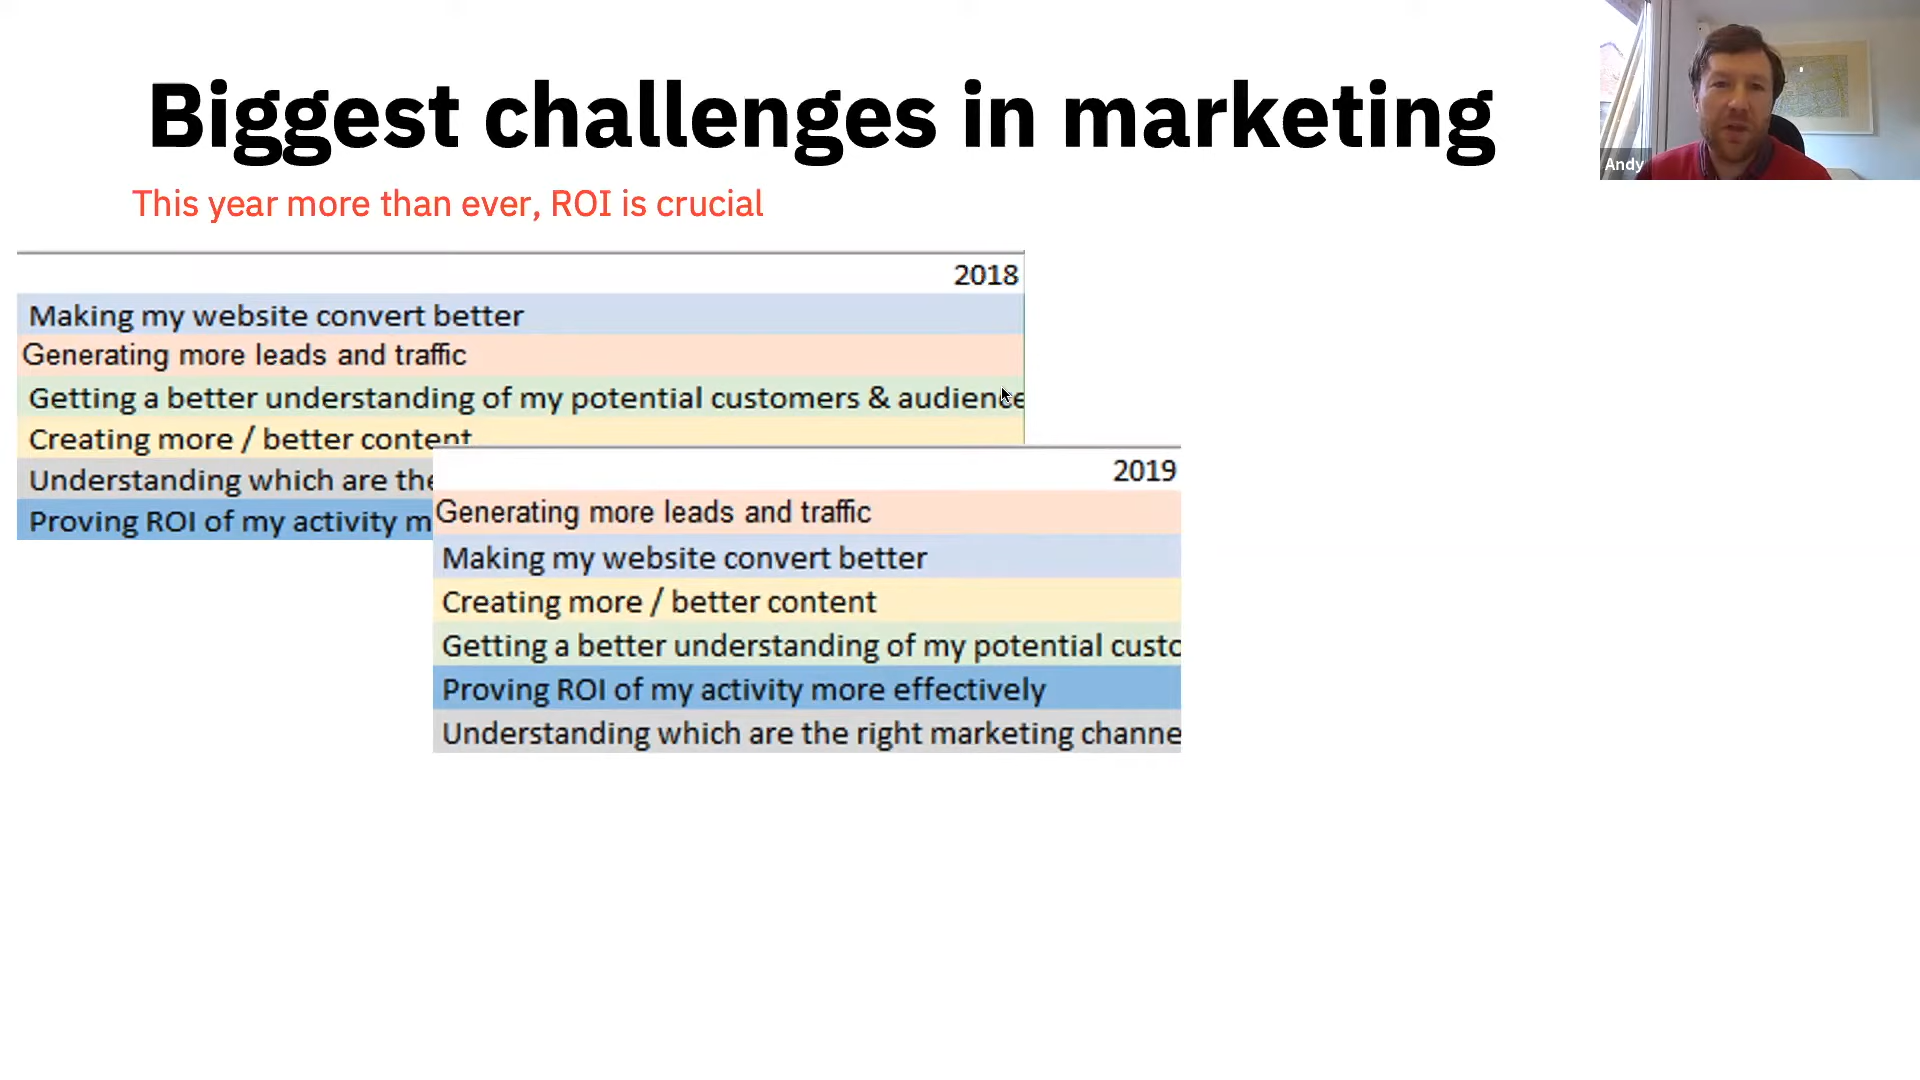 Biggest challenges in marketing
Andy
This year more than ever, ROI is crucial
2018
Making my website convert better
Generating more leads and traffic
Getting a better understanding of my potential customers & audience
Creating more / better content
Understanding which are the
Proving ROI of my activity m
2019
Generating more leads and traffic
Making my website convert better
Creating more / better content
Getting a better understanding of my potential custo
Proving ROI of my activity more effectively
Understanding which are the right marketing channe